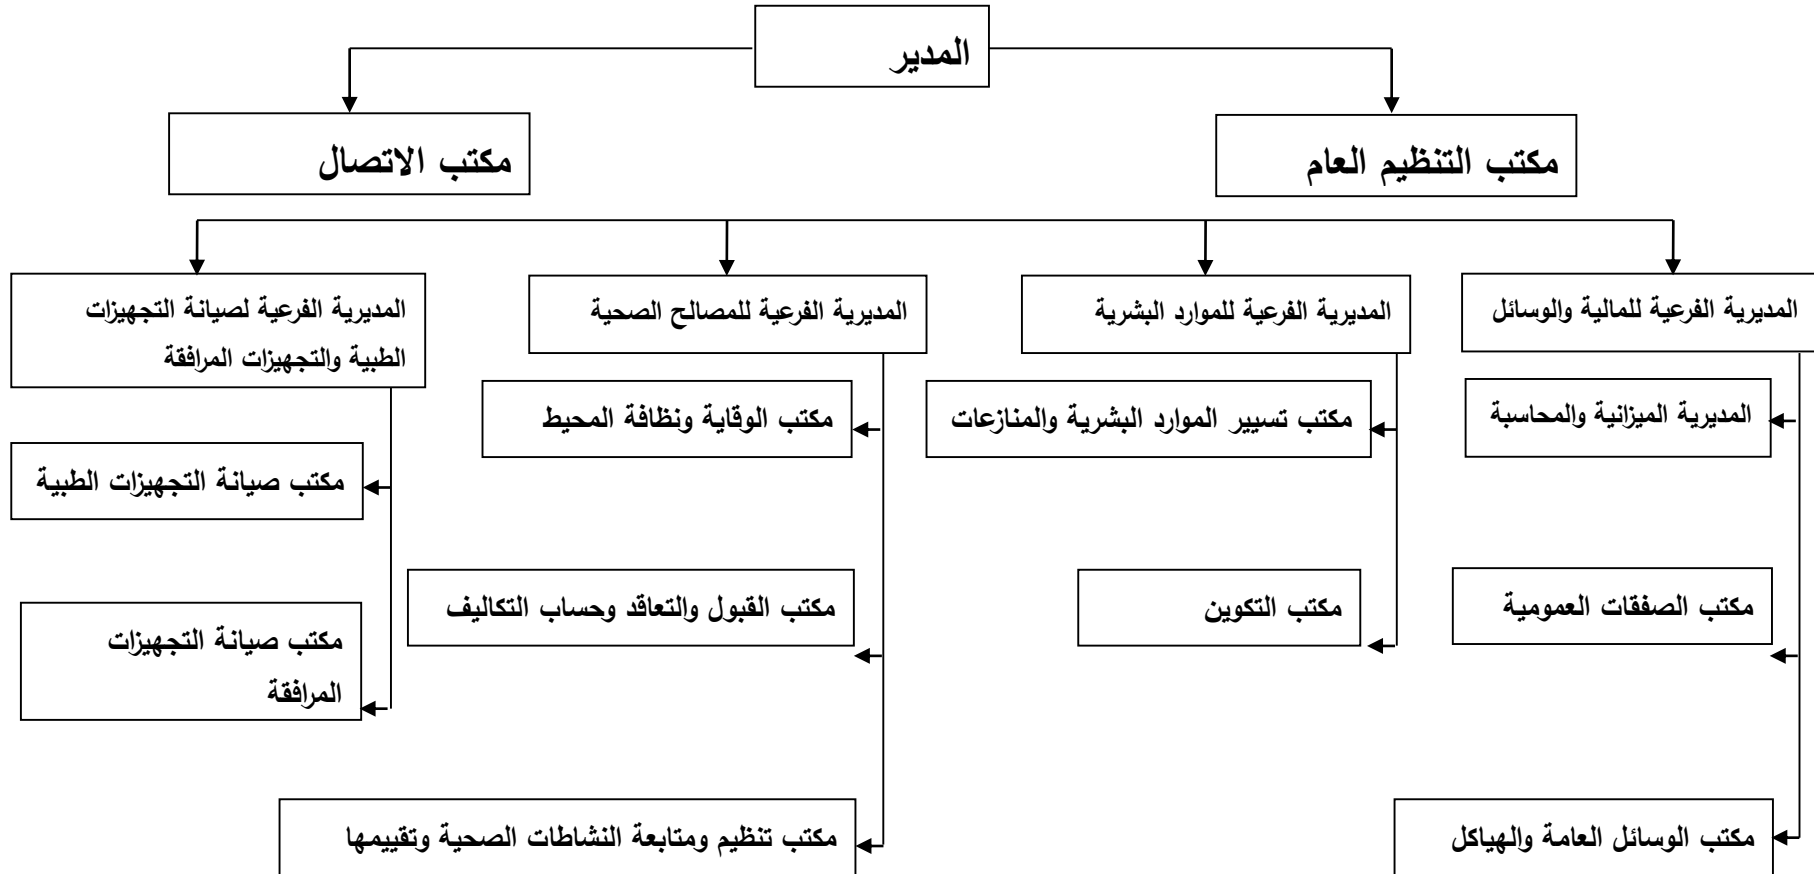 المدير
مكتب التنظيم العام
مكتب الاتصال
المديرية الفرعية للمالية والوسائل
المديرية الفرعية للموارد البشرية
المديرية الفرعية للمصالح الصحية
المديرية الفرعية لصيانة التجهيزات
الطبية والتجهيزات المرافقة
المديرية الميزانية والمحاسبة
مكتب تسيير الموارد البشرية والمنازعات
مكتب الوقاية ونظافة المحيط
مكتب صيانة التجهيزات الطبية
مكتب الصفقات العمومية
مكتب التكوين
مكتب القبول والتعاقد وحساب التكاليف
مكتب صيانة التجهيزات
المرافقة
مكتب الوسائل العامة والهياكل
مكتب تنظيم ومتابعة النشاطات الصحية وتقييمها